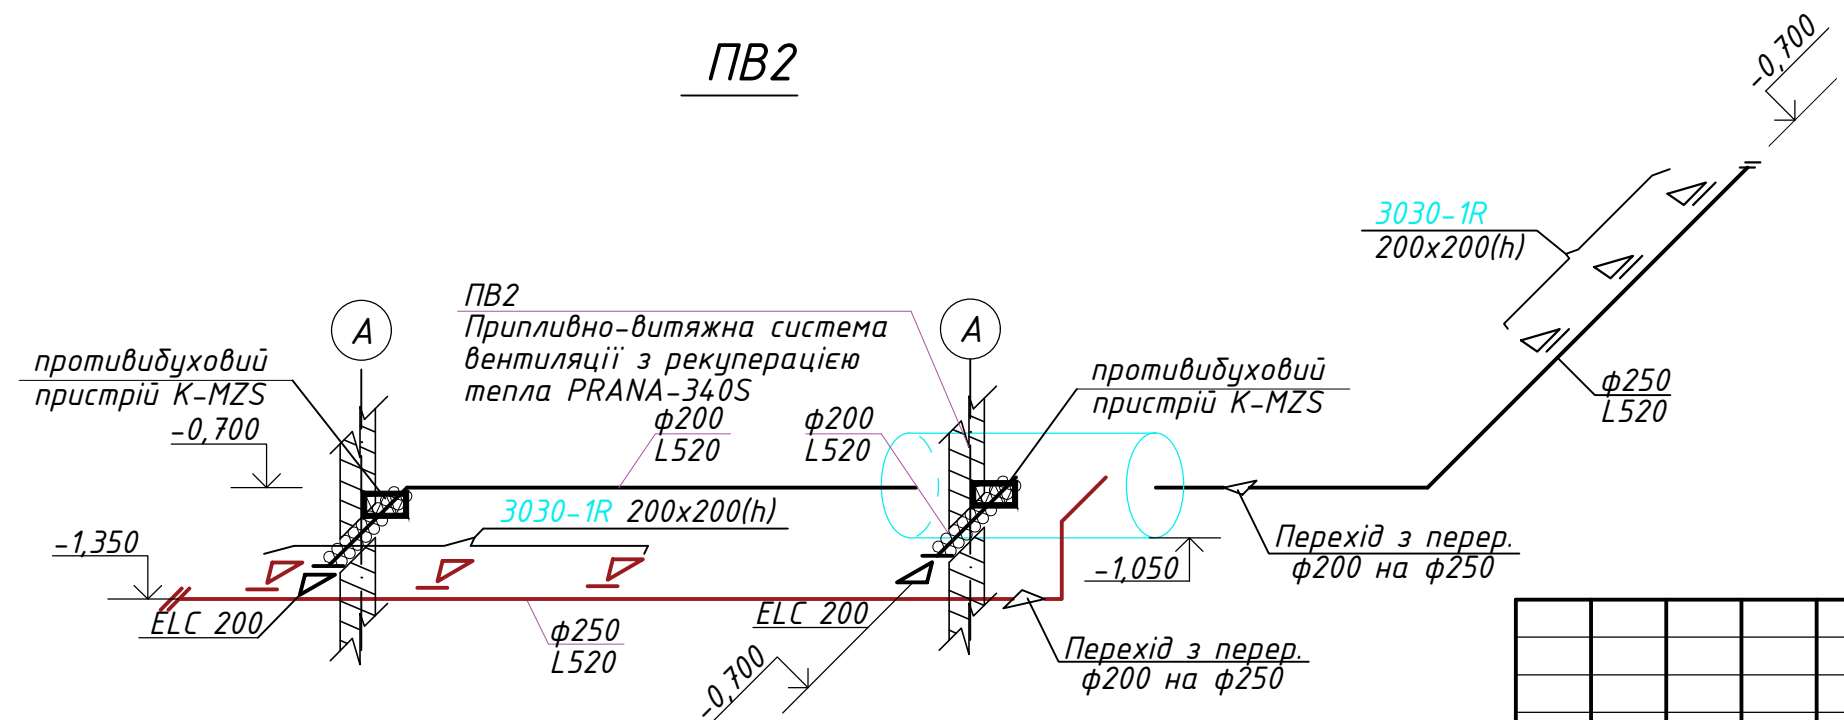 ПВ2
-0,700
3030-1R
200x200(h)
ПВ2
Припливно-витяжна система
вентиляції з рекуперацією
тепла PRANA-340S
А
А
противибуховий
пристрій K-MZS
противибуховий
пристрій K-MZS
ф250
L520
ф200
L520
ф200
L520
-0,700
3030-1R 200x200(h)
-1,350
Перехід з перер.
ф200 на ф250
-1,050
ELC 200
ELC 200
ф250
L520
Перехід з перер.
ф200 на ф250
-0,700